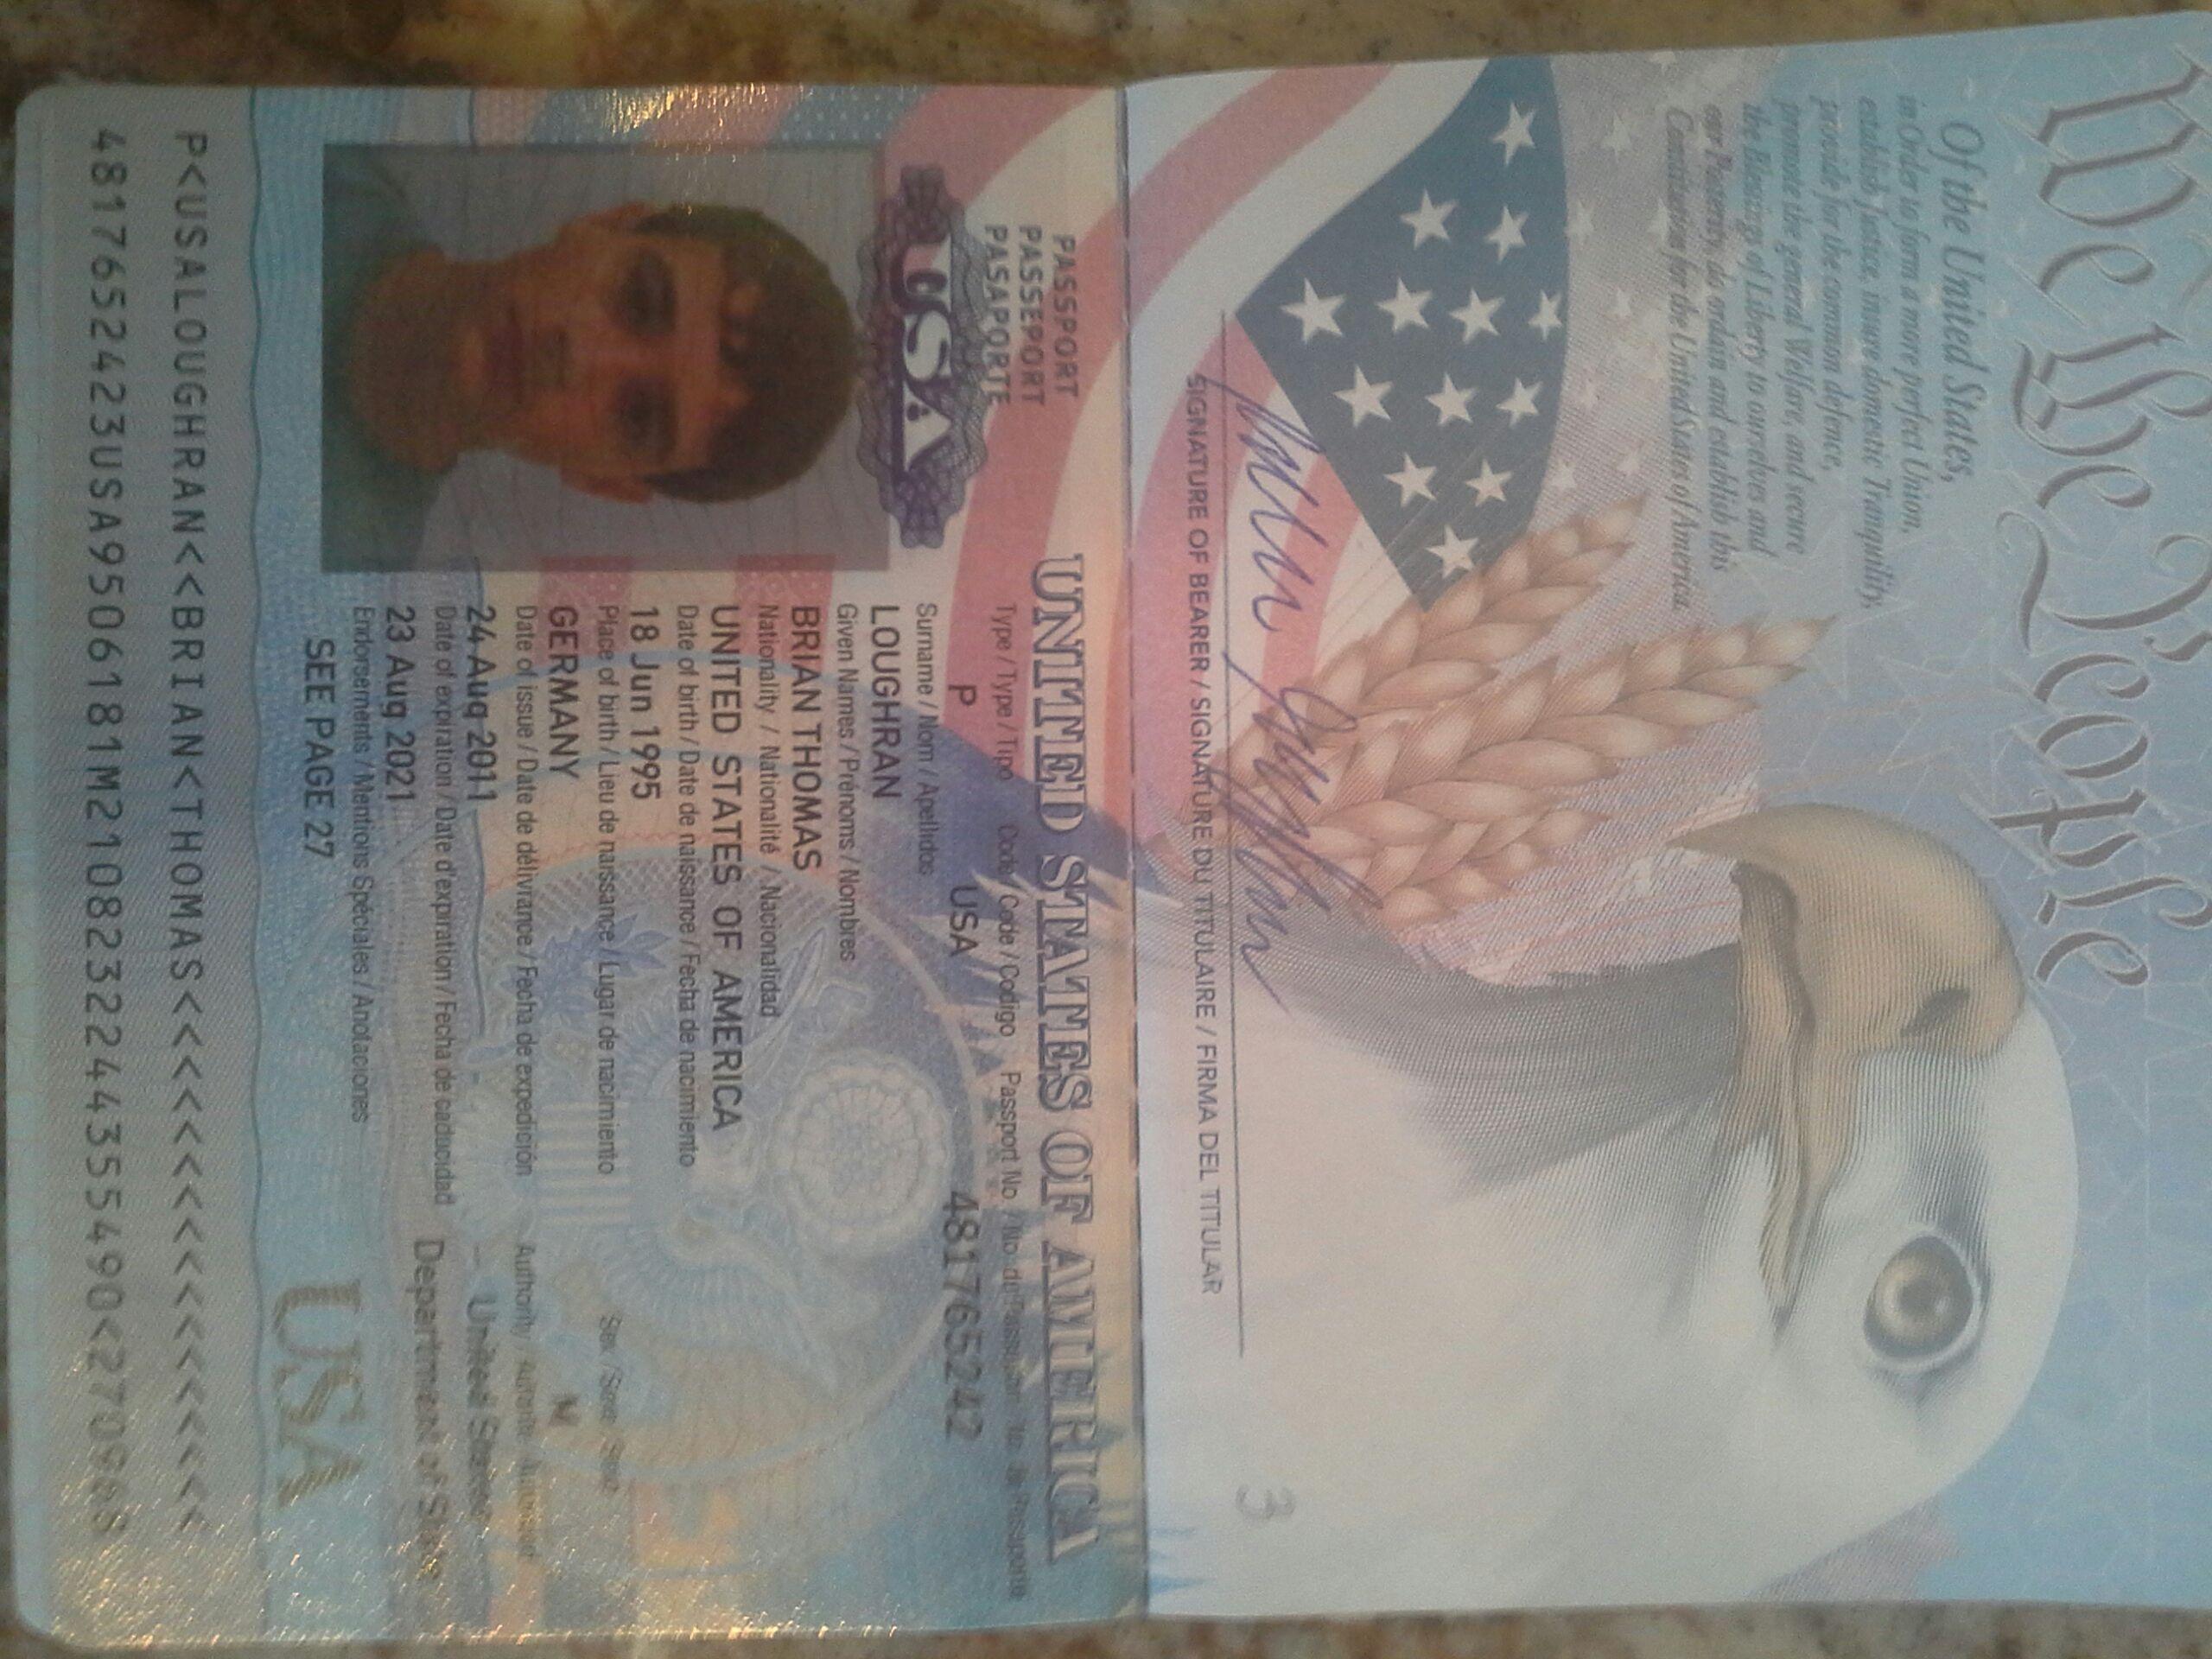 We the People
Of the United States,
in Order to form a more perfect Union,
establish Justice, insure domestic Tranquility,
provide for the common defence,
promote the general Welfare, and secure
the Blessings of Liberty to ourselves and
our Posterity, do ordain and establish this
Constitution for the United States of America.
SIGNATURE OF BEARER / SIGNATURE DU TITULAIRE / FIRMA DEL TITULAR
3
UNITED STATES OF AMERICA
PASSPORT
PASSEPORT
PASAPORTE
USA
Type / Type / Tipo Code / Code / Codigo Passport No. / No. du Passeport / No. de Pasaporte
P USA 481765242
Surname / Nom / Apellidos
LOUGHRAN
Given Names / Prénoms / Nombres
BRIAN THOMAS
Nationality / Nationalité / Nacionalidad
UNITED STATES OF AMERICA
Date of birth / Date de naissance / Fecha de nacimiento
18 Jun 1995
Place of birth / Lieu de naissance / Lugar de nacimiento Sex / Sexe / Sexo
GERMANY M
Date of issue / Date de délivrance / Fecha de expedición Authority / Autorité / Autoridad
24 Aug 2011 United States
Date of expiration / Date d'expiration / Fecha de caducidad Department of State
23 Aug 2021
Endorsements / Mentions Spéciales / Anotaciones
SEE PAGE 27
USA
P<USALOUGHRAN<<BRIAN<THOMAS<<<<<<<<<<<<<<<<<
4817652423USA9506181M2108232244355490<270968